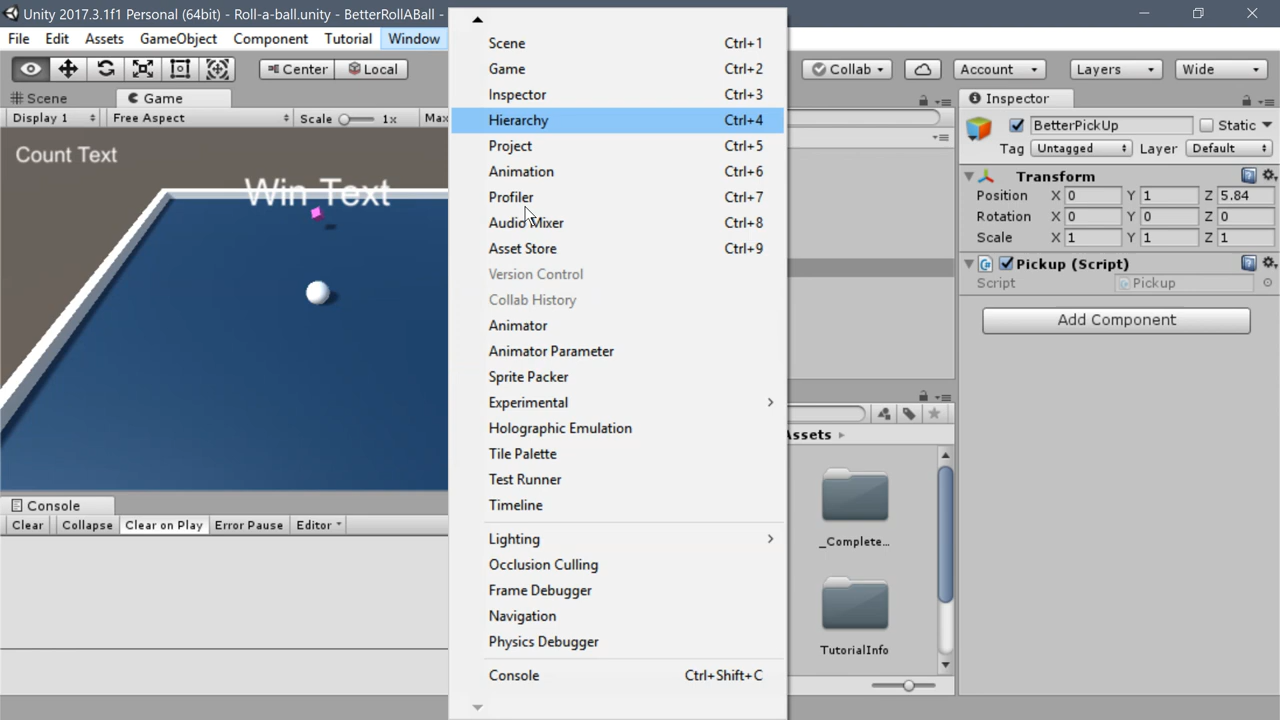 Unity 2017.3.1f1 Personal (64bit) - Roll-a-ball.unity - BetterRollABall -
File Edit Assets GameObject Component Tutorial Window
Center Local Collab Account Layers Wide
Scene Game
Display 1 Free Aspect Scale 1x Max
Count Text
Win Text
Console
Clear Collapse Clear on Play Error Pause Editor
Scene Ctrl+1
Game Ctrl+2
Inspector Ctrl+3
Hierarchy Ctrl+4
Project Ctrl+5
Animation Ctrl+6
Profiler Ctrl+7
Audio Mixer Ctrl+8
Asset Store Ctrl+9
Version Control
Collab History
Animator
Animator Parameter
Sprite Packer
Experimental
Holographic Emulation
Tile Palette
Test Runner
Timeline
Lighting
Occlusion Culling
Frame Debugger
Navigation
Physics Debugger
Console Ctrl+Shift+C
Assets
_Complete...
TutorialInfo
Inspector
BetterPickUp Static
Tag Untagged Layer Default
Transform
Position X 0 Y 1 Z 5.84
Rotation X 0 Y 0 Z 0
Scale X 1 Y 1 Z 1
Pickup (Script)
Script Pickup
Add Component